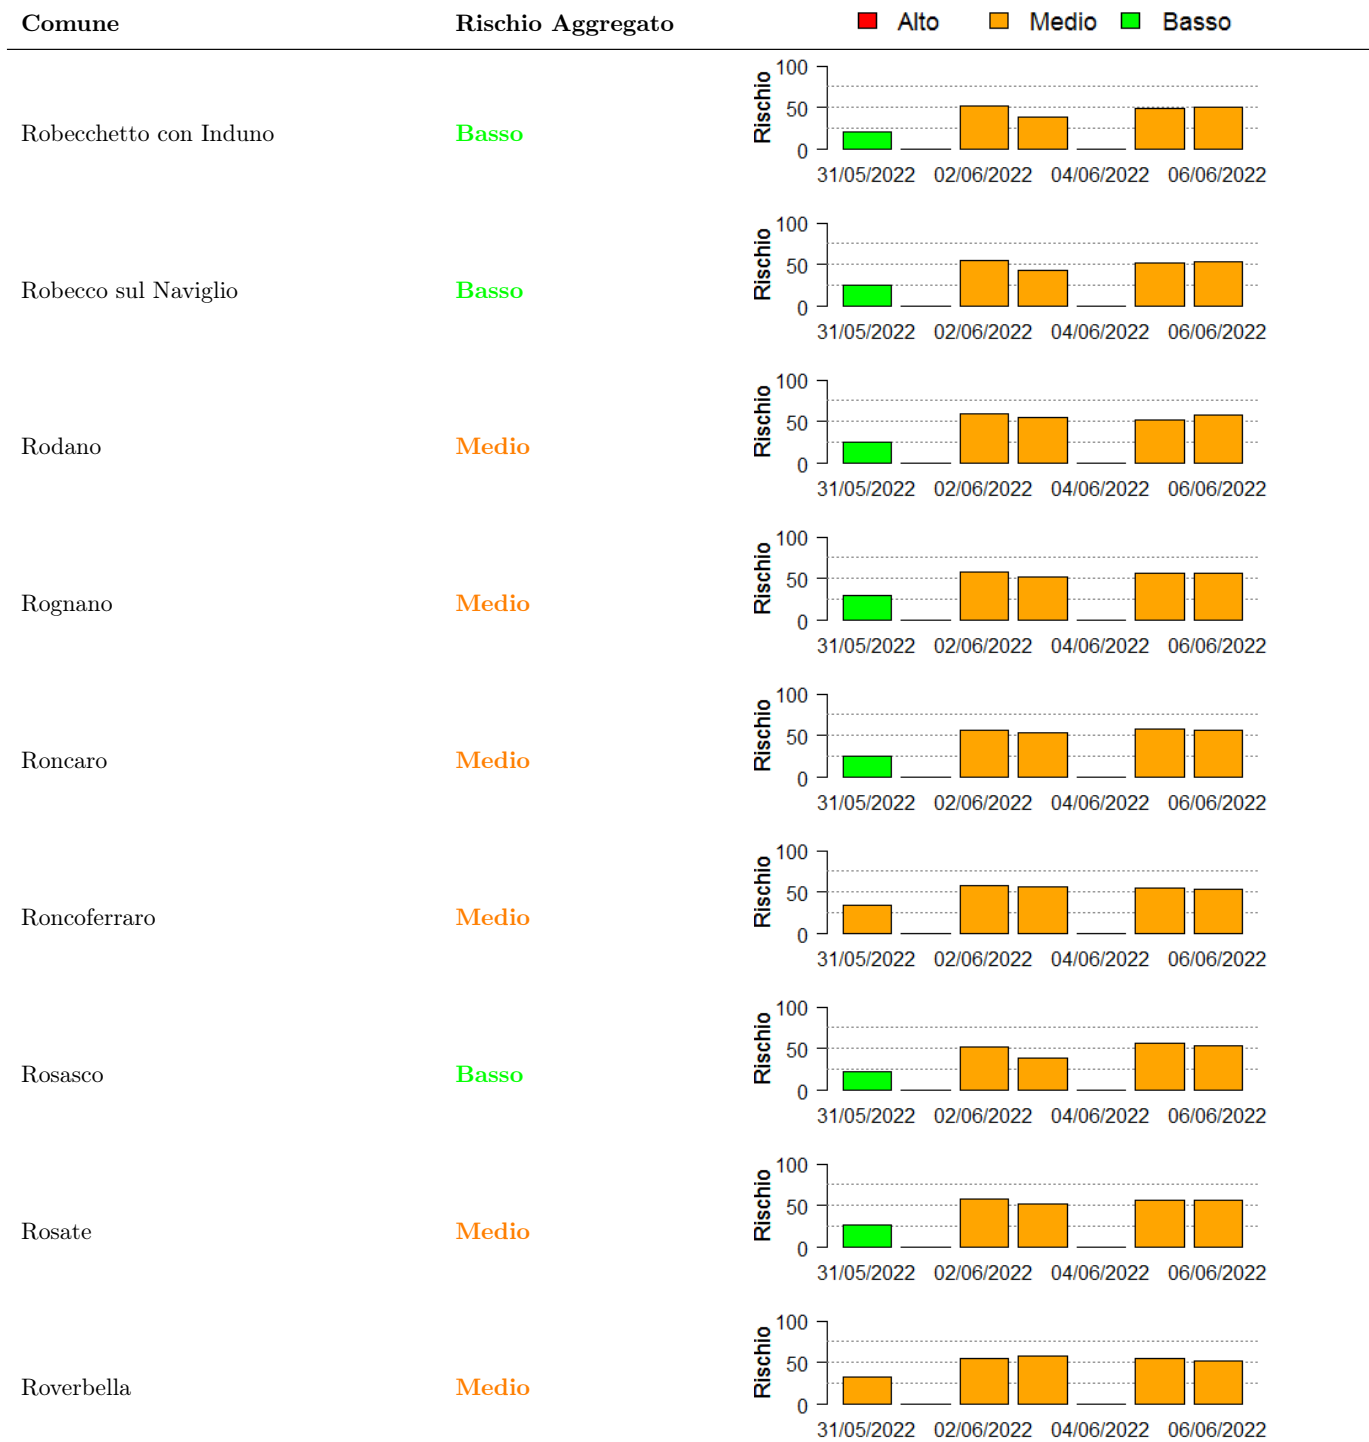 Comune Rischio Aggregato Alto Medio Basso
Robecchetto con Induno Basso
Rischio
100
50
0
31/05/2022 02/06/2022 04/06/2022 06/06/2022
Robecco sul Naviglio Basso
Rischio
100
50
0
31/05/2022 02/06/2022 04/06/2022 06/06/2022
Rodano Medio
Rischio
100
50
0
31/05/2022 02/06/2022 04/06/2022 06/06/2022
Rognano Medio
Rischio
100
50
0
31/05/2022 02/06/2022 04/06/2022 06/06/2022
Roncaro Medio
Rischio
100
50
0
31/05/2022 02/06/2022 04/06/2022 06/06/2022
Roncoferraro Medio
Rischio
100
50
0
31/05/2022 02/06/2022 04/06/2022 06/06/2022
Rosasco Basso
Rischio
100
50
0
31/05/2022 02/06/2022 04/06/2022 06/06/2022
Rosate Medio
Rischio
100
50
0
31/05/2022 02/06/2022 04/06/2022 06/06/2022
Roverbella Medio
Rischio
100
50
0
31/05/2022 02/06/2022 04/06/2022 06/06/2022